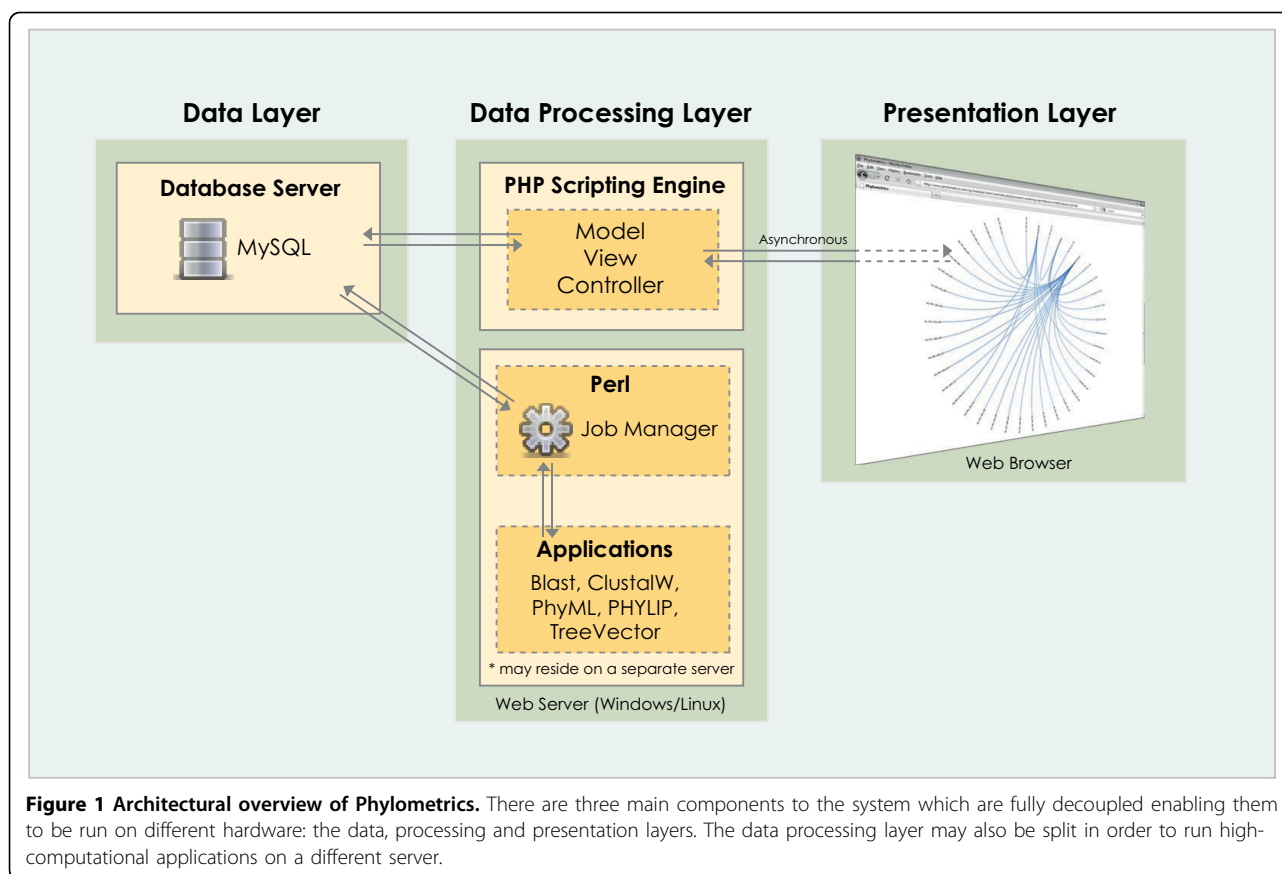 Data Layer
Data Processing Layer
Presentation Layer
Database Server
MySQL
PHP Scripting Engine
Model
View
Controller
Asynchronous
Phylometrics
Web Browser
Perl
Job Manager
Applications
Blast, ClustalW,
PhyML, PHYLIP,
TreeVector
* may reside on a separate server
Web Server (Windows/Linux)
Figure 1 Architectural overview of Phylometrics. There are three main components to the system which are fully decoupled enabling them
to be run on different hardware: the data, processing and presentation layers. The data processing layer may also be split in order to run high-
computational applications on a different server.